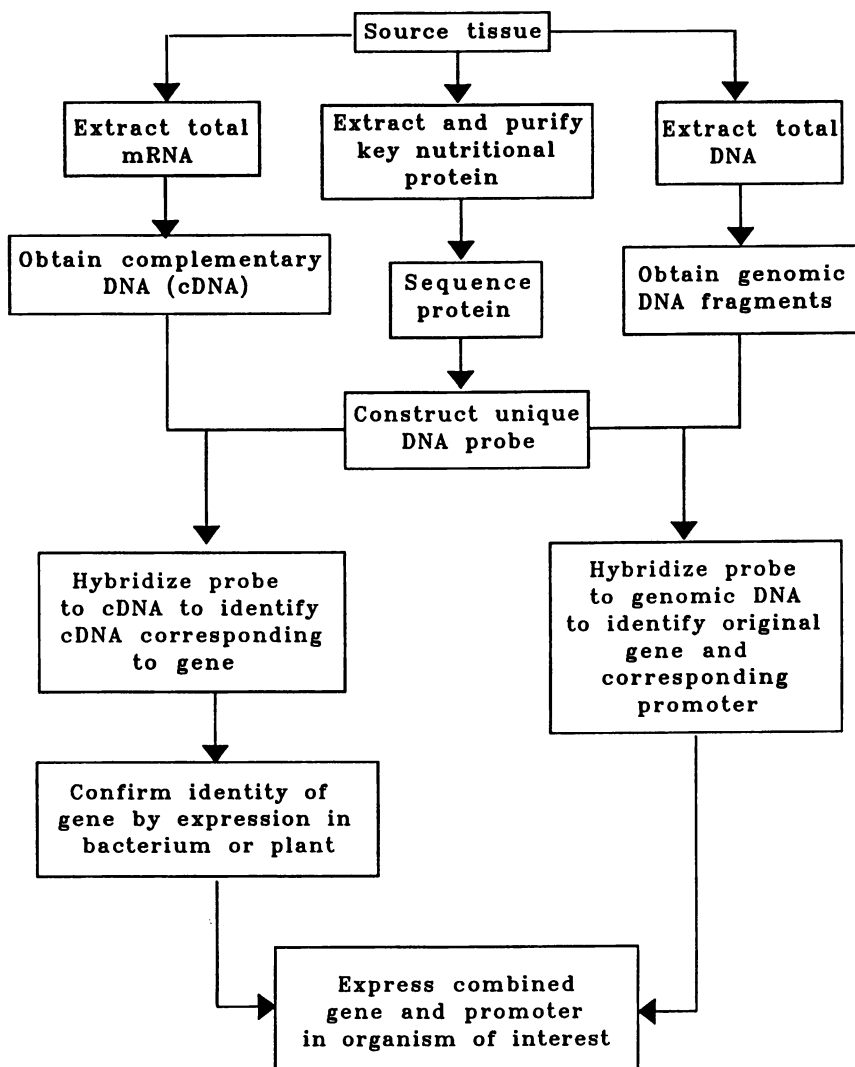 Source tissue
Extract total
mRNA
Extract and purify
key nutritional
protein
Extract total
DNA
Obtain complementary
DNA (cDNA)
Sequence
protein
Obtain genomic
DNA fragments
Construct unique
DNA probe
Hybridize probe
to cDNA to identify
cDNA corresponding
to gene
Hybridize probe
to genomic DNA
to identify original
gene and
corresponding
promoter
Confirm identity of
gene by expression in
bacterium or plant
Express combined
gene and promoter
in organism of interest